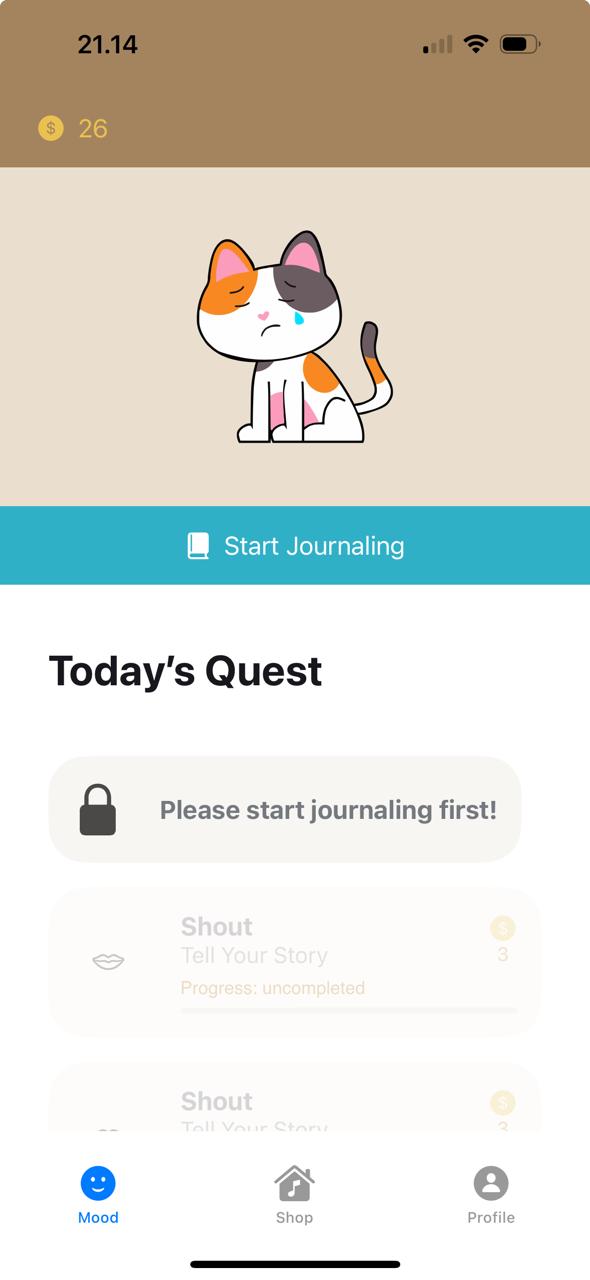 21.14
$ 26
Start Journaling
Today's Quest
Please start journaling first!
Shout
$
Tell Your Story
3
Progress: uncompleted
Shout
$
Tell Your Story
3
Mood
Shop
Profile